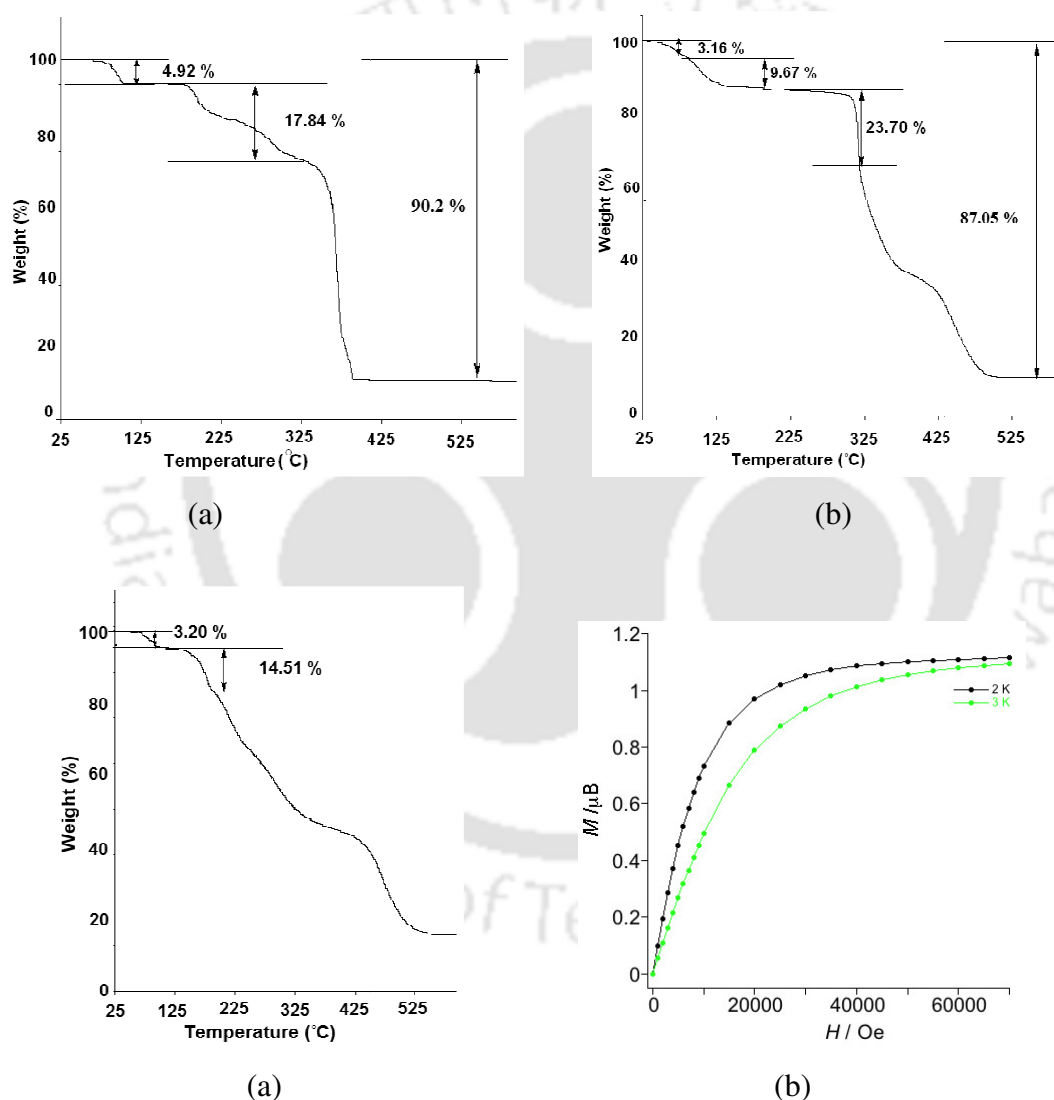 100
80
60
40
20
0
Weight (%)
4.92 %
17.84 %
90.2 %
25 125 225 325 425 525
Temperature (°C)
(a)
100
80
60
40
20
0
Weight (%)
3.16 %
9.67 %
23.70 %
87.05 %
25 125 225 325 425 525
Temperature (°C)
(b)
100
80
60
40
20
0
Weight (%)
3.20 %
14.51 %
25 125 225 325 425 525
Temperature (°C)
(a)
1.2
1
0.8
0.6
0.4
0.2
0
M /μB
2 K
3 K
0 20000 40000 60000
H / Oe
(b)